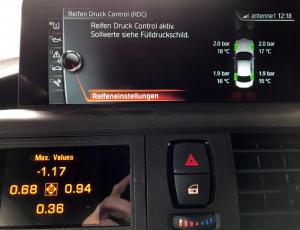 Reifen Druck Control (RDC)
antenne1 12:18
Reifen Druck Control aktiv.
Sollwerte siehe Fülldruckschild.
2.0 bar 2.0 bar
18 °C 17 °C
1.9 bar 1.9 bar
16 °C 15 °C
Reifeneinstellungen
Max. Values
-1.17
0.68 0.94
0.36